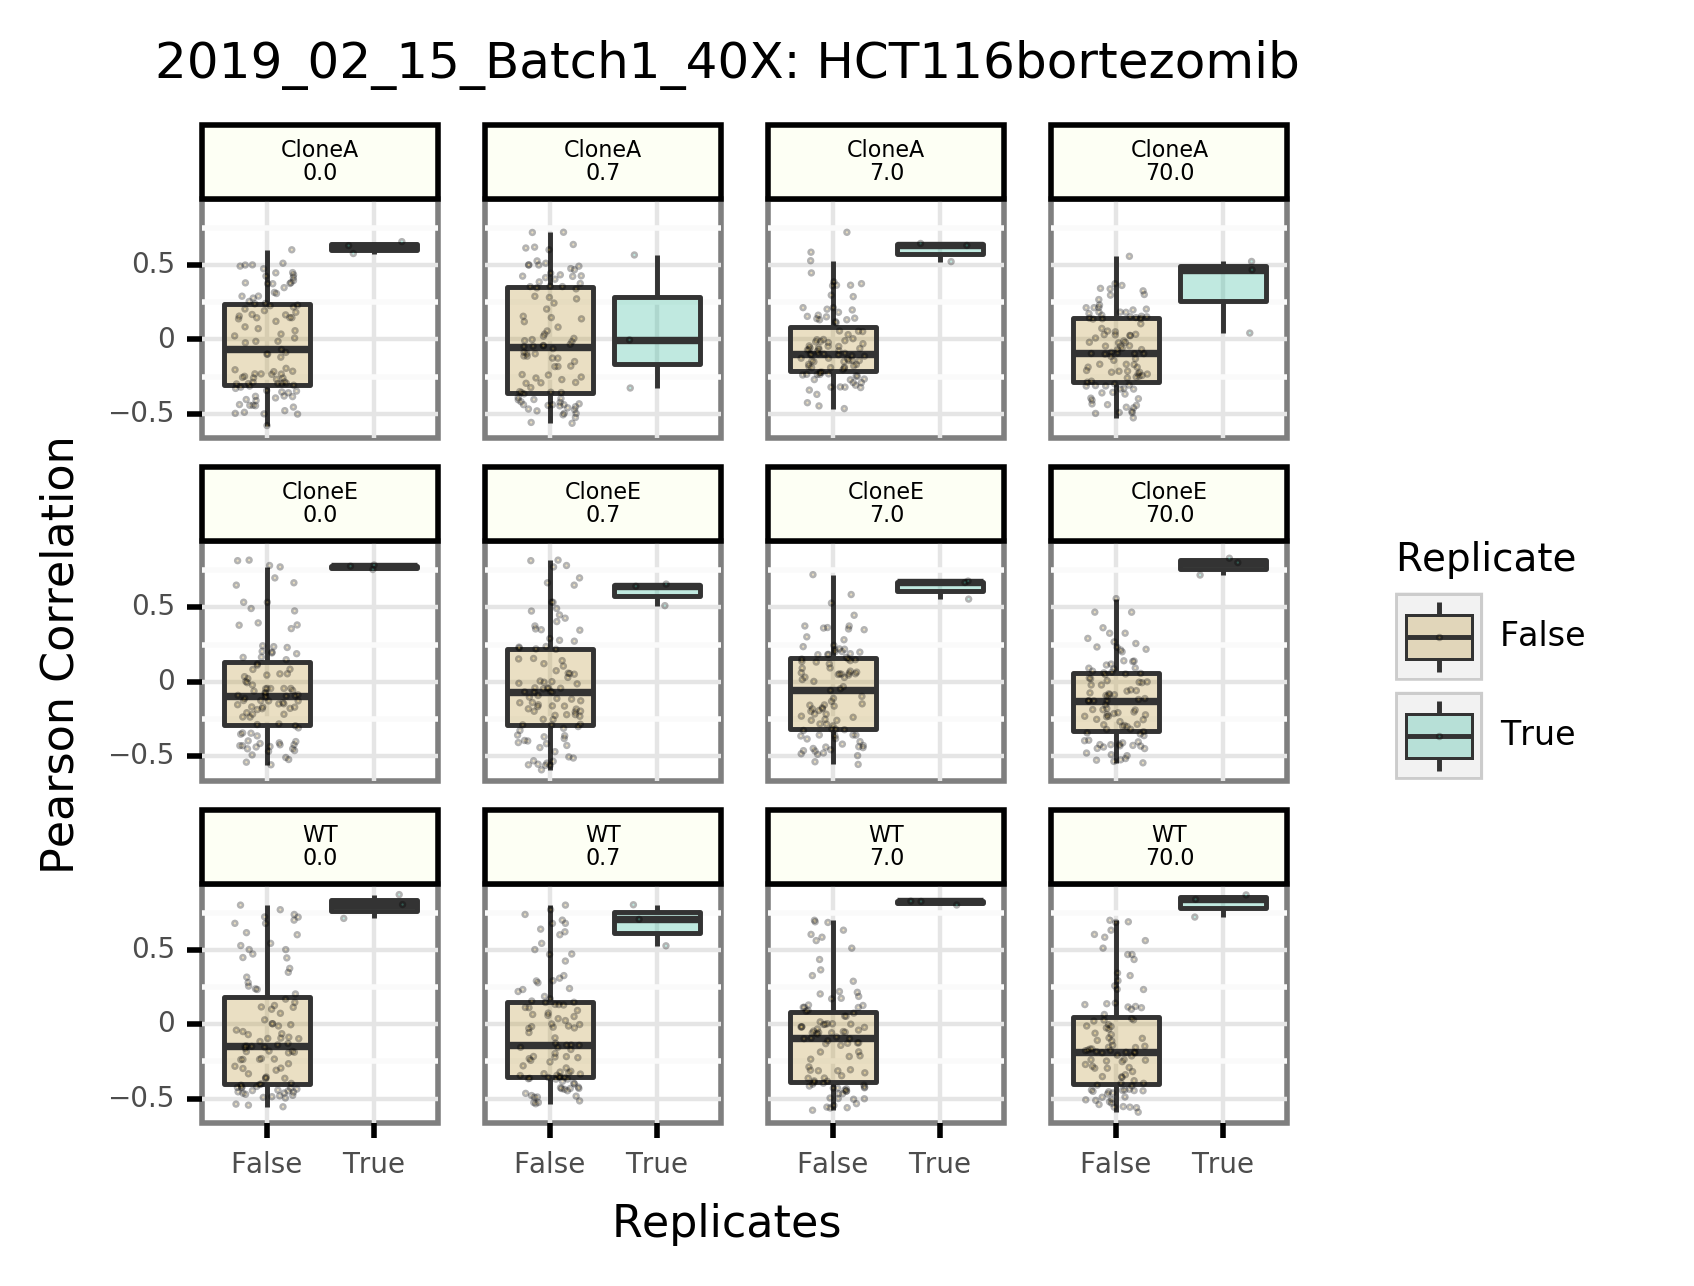 2019_02_15_Batch1_40X: HCT116bortezomib
CloneA
0.0
CloneA
0.7
CloneA
7.0
CloneA
70.0
0.5
0
−0.5
CloneE
0.0
CloneE
0.7
CloneE
7.0
CloneE
70.0
0.5
0
−0.5
WT
0.0
WT
0.7
WT
7.0
WT
70.0
0.5
0
−0.5
False True
False True
False True
False True
Replicates
Pearson Correlation
Replicate
False
True